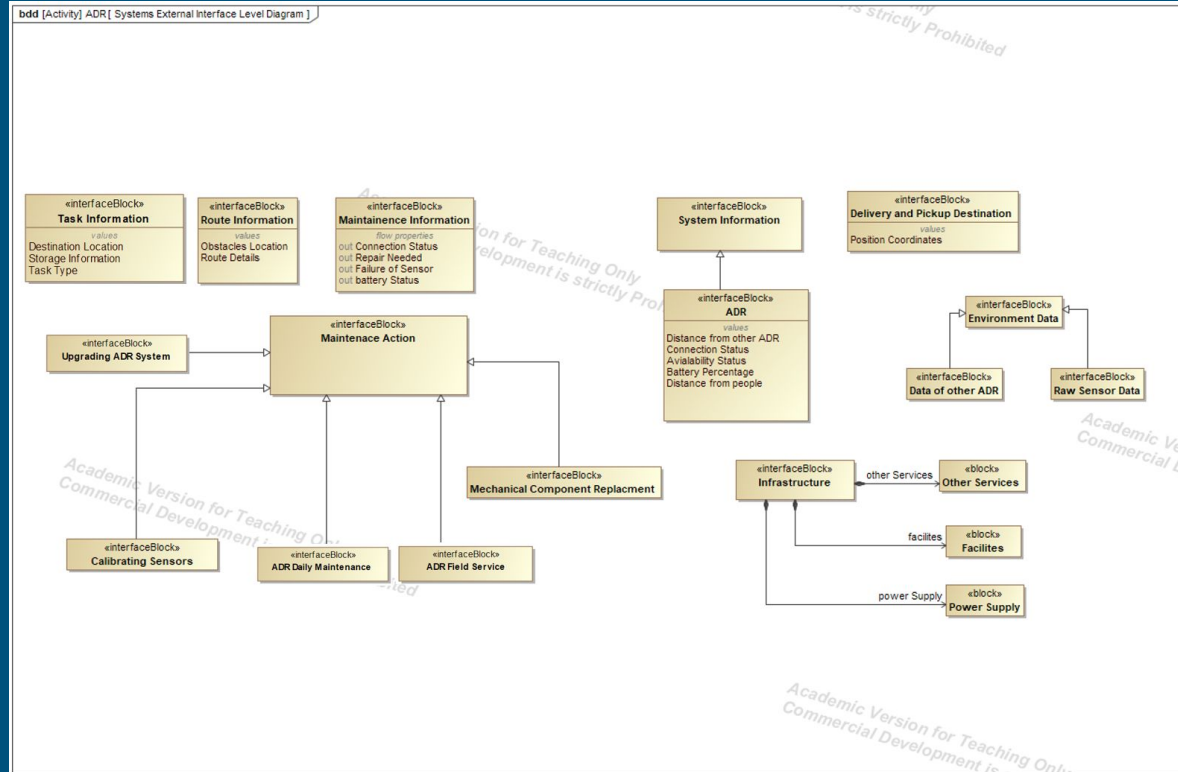 bdd [Activity] ADR [ Systems External Interface Level Diagram ]
is strictly Prohibited
«interfaceBlock»
Task Information
values
Destination Location
Storage Information
Task Type
«interfaceBlock»
Route Information
values
Obstacles Location
Route Details
«interfaceBlock»
Maintainence Information
flow properties
out Connection Status
out Repair Needed
out Failure of Sensor
out battery Status
«interfaceBlock»
System Information
«interfaceBlock»
Delivery and Pickup Destination
values
Position Coordinates
«interfaceBlock»
ADR
values
Distance from other ADR
Connection Status
Avialability Status
Battery Percentage
Distance from people
«interfaceBlock»
Environment Data
«interfaceBlock»
Data of other ADR
«interfaceBlock»
Raw Sensor Data
«interfaceBlock»
Maintenace Action
«interfaceBlock»
Upgrading ADR System
«interfaceBlock»
Mechanical Component Replacment
«interfaceBlock»
Calibrating Sensors
«interfaceBlock»
ADR Daily Maintenance
«interfaceBlock»
ADR Field Service
«interfaceBlock»
Infrastructure
other Services
«block»
Other Services
facilites
«block»
Facilites
power Supply
«block»
Power Supply
Academic Version for Teaching Only
Commercial Development is